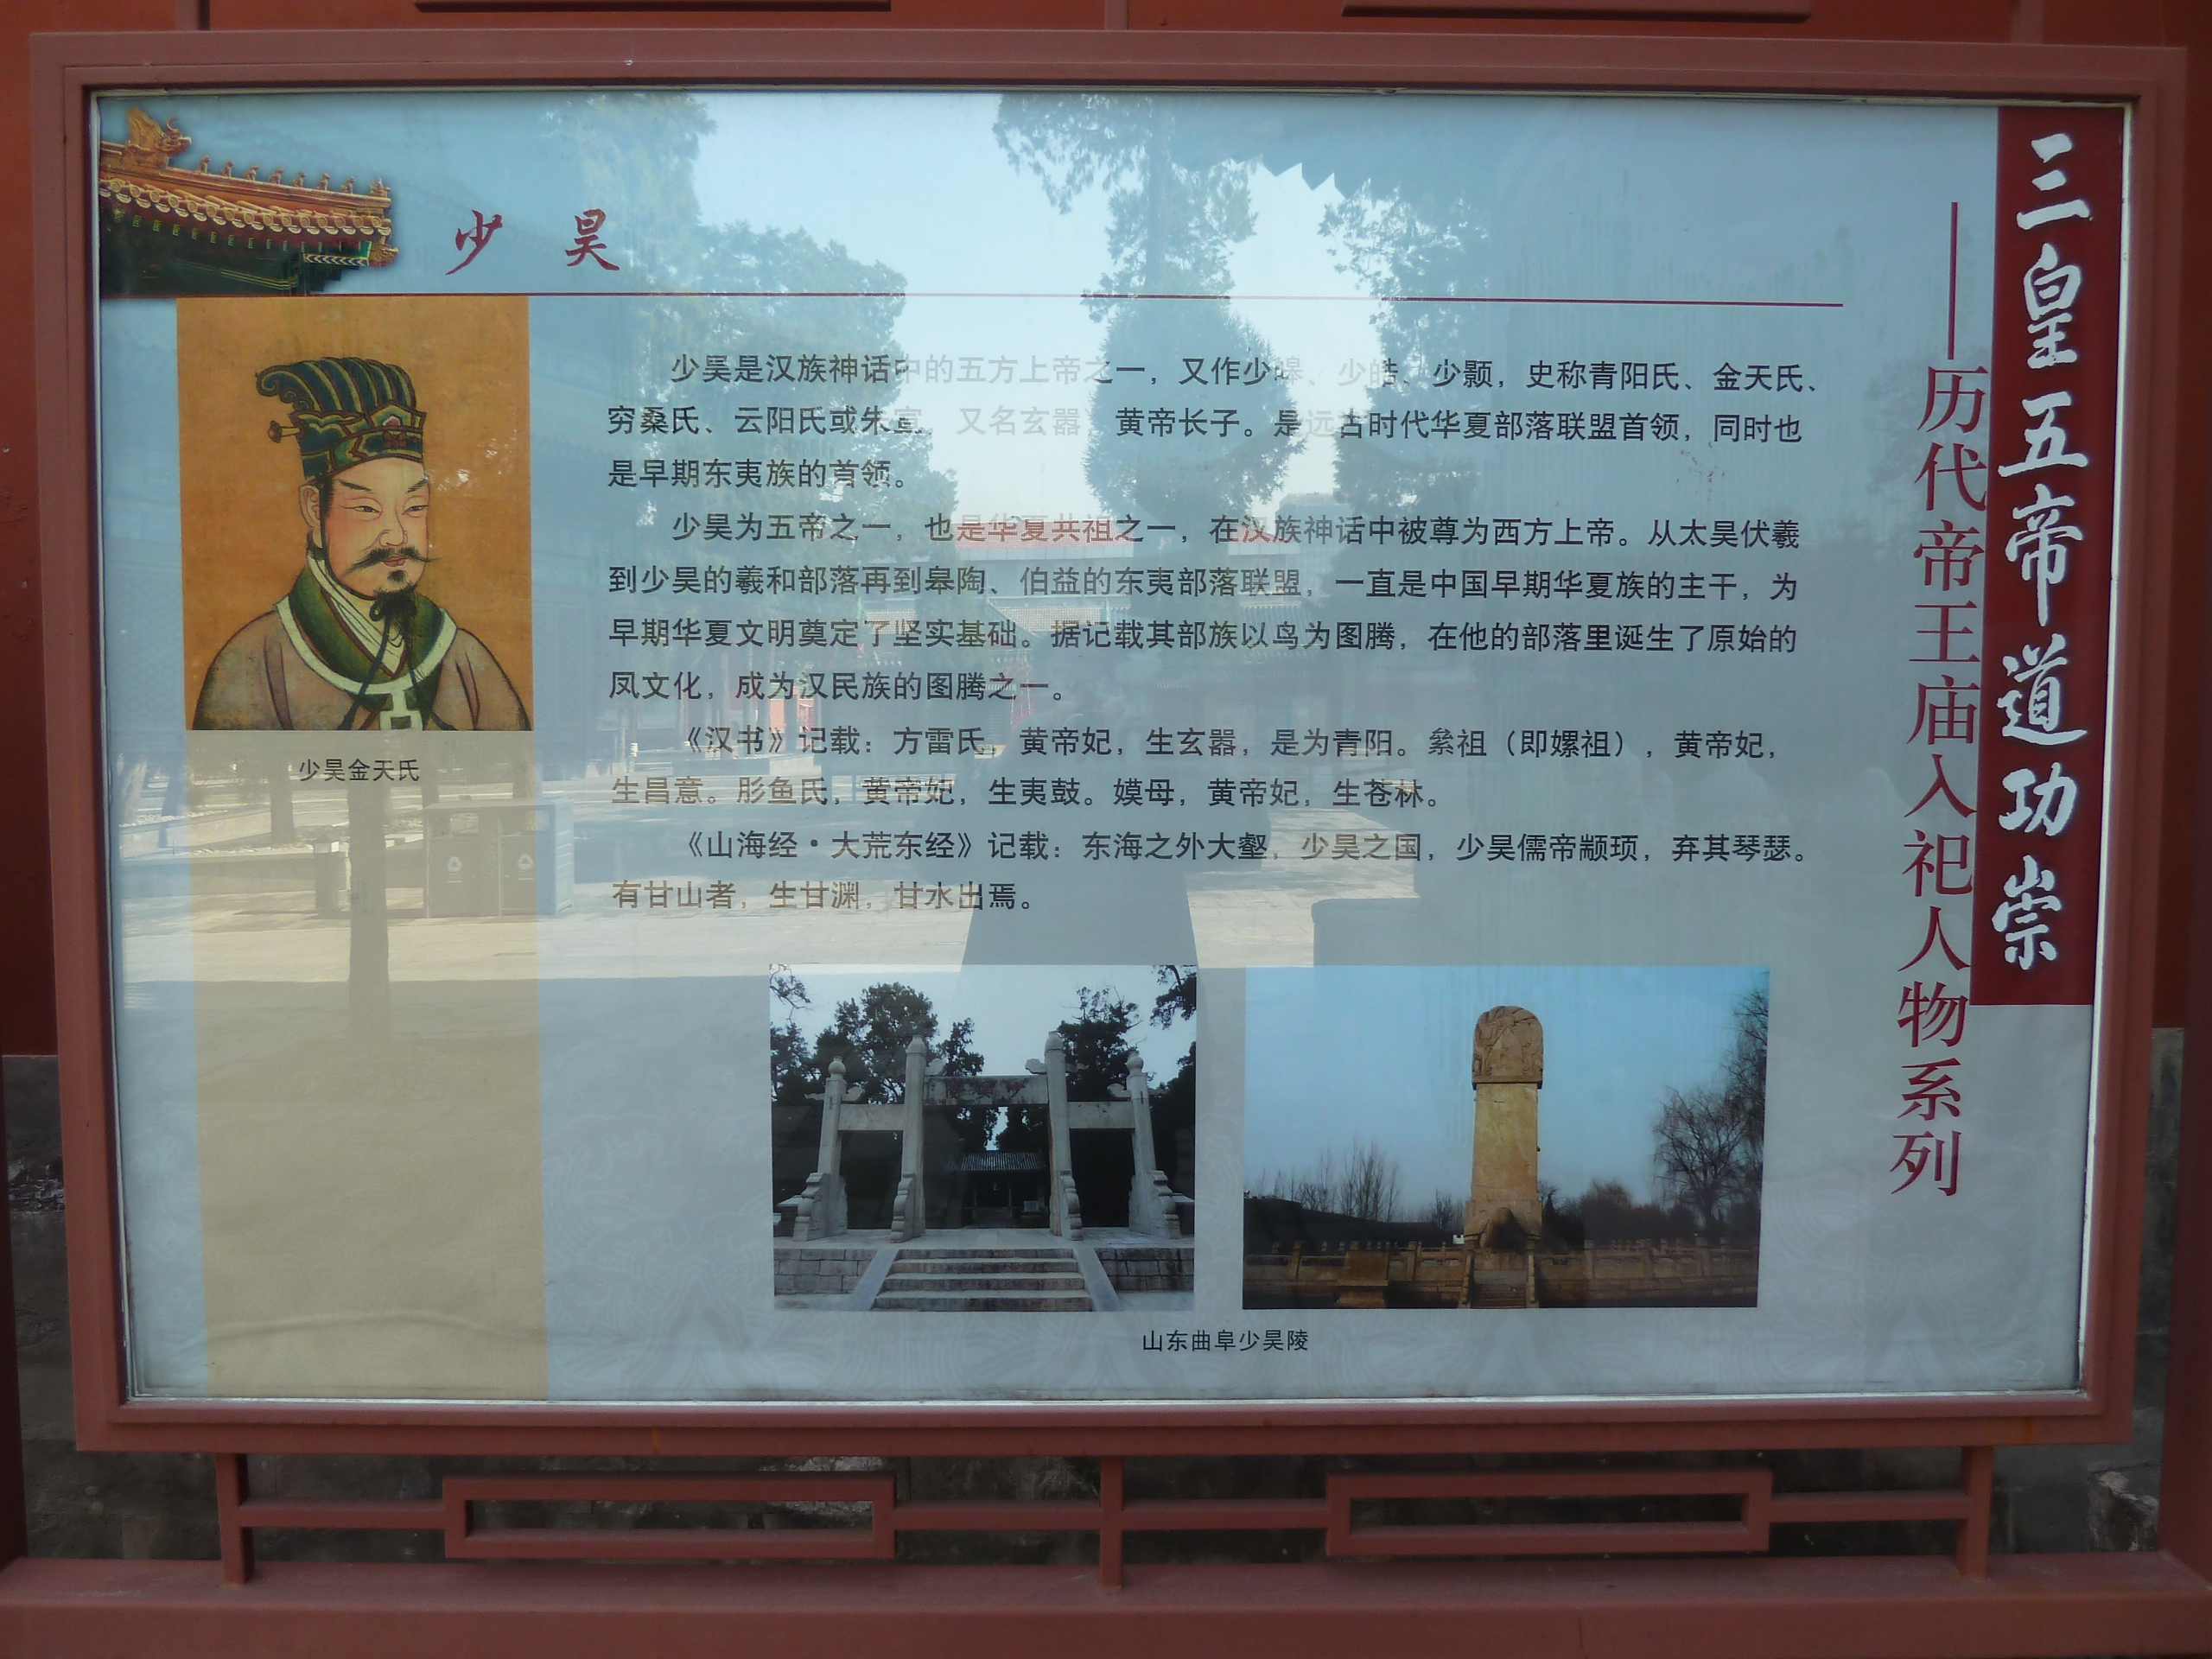 少昊
少昊是汉族神话中的五方上帝之一，又作少皞、少皓、少颢，史称青阳氏、金天氏、
穷桑氏、云阳氏或朱宣，又名玄嚣，黄帝长子。是远古时代华夏部落联盟首领，同时也
是早期东夷族的首领。
少昊为五帝之一，也是华夏共祖之一，在汉族神话中被尊为西方上帝。从太昊伏羲
到少昊的羲和部落再到皋陶、伯益的东夷部落联盟，一直是中国早期华夏族的主干，为
早期华夏文明奠定了坚实基础。据记载其部族以鸟为图腾，在他的部落里诞生了原始的
凤文化，成为汉民族的图腾之一。
《汉书》记载：方雷氏，黄帝妃，生玄嚣，是为青阳。絫祖（即嫘祖），黄帝妃，
生昌意。肜鱼氏，黄帝妃，生夷鼓。嫫母，黄帝妃，生苍林。
《山海经·大荒东经》记载：东海之外大壑，少昊之国，少昊儒帝颛顼，弃其琴瑟。
有甘山者，生甘渊，甘水出焉。
少昊金天氏
山东曲阜少昊陵
三皇五帝道功崇
——历代帝王庙入祀人物系列